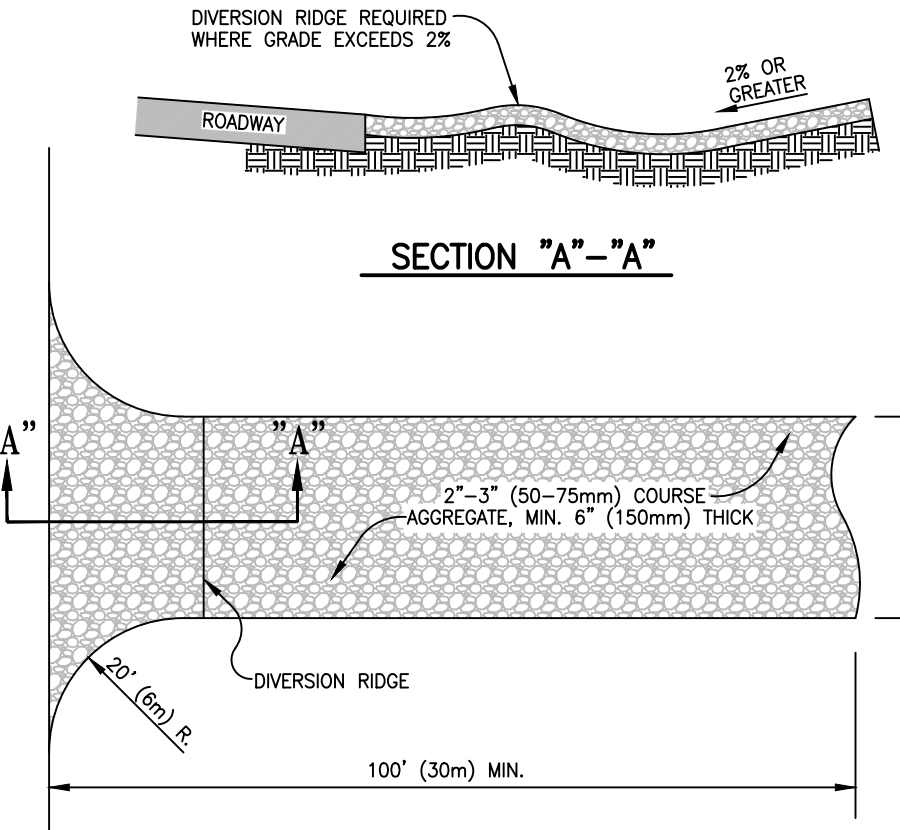 DIVERSION RIDGE REQUIRED
WHERE GRADE EXCEEDS 2%
2% OR
GREATER
ROADWAY
SECTION ”A”–”A”
A”
”A”
2”–3” (50–75mm) COURSE
AGGREGATE, MIN. 6” (150mm) THICK
DIVERSION RIDGE
20' (6m) R.
100' (30m) MIN.